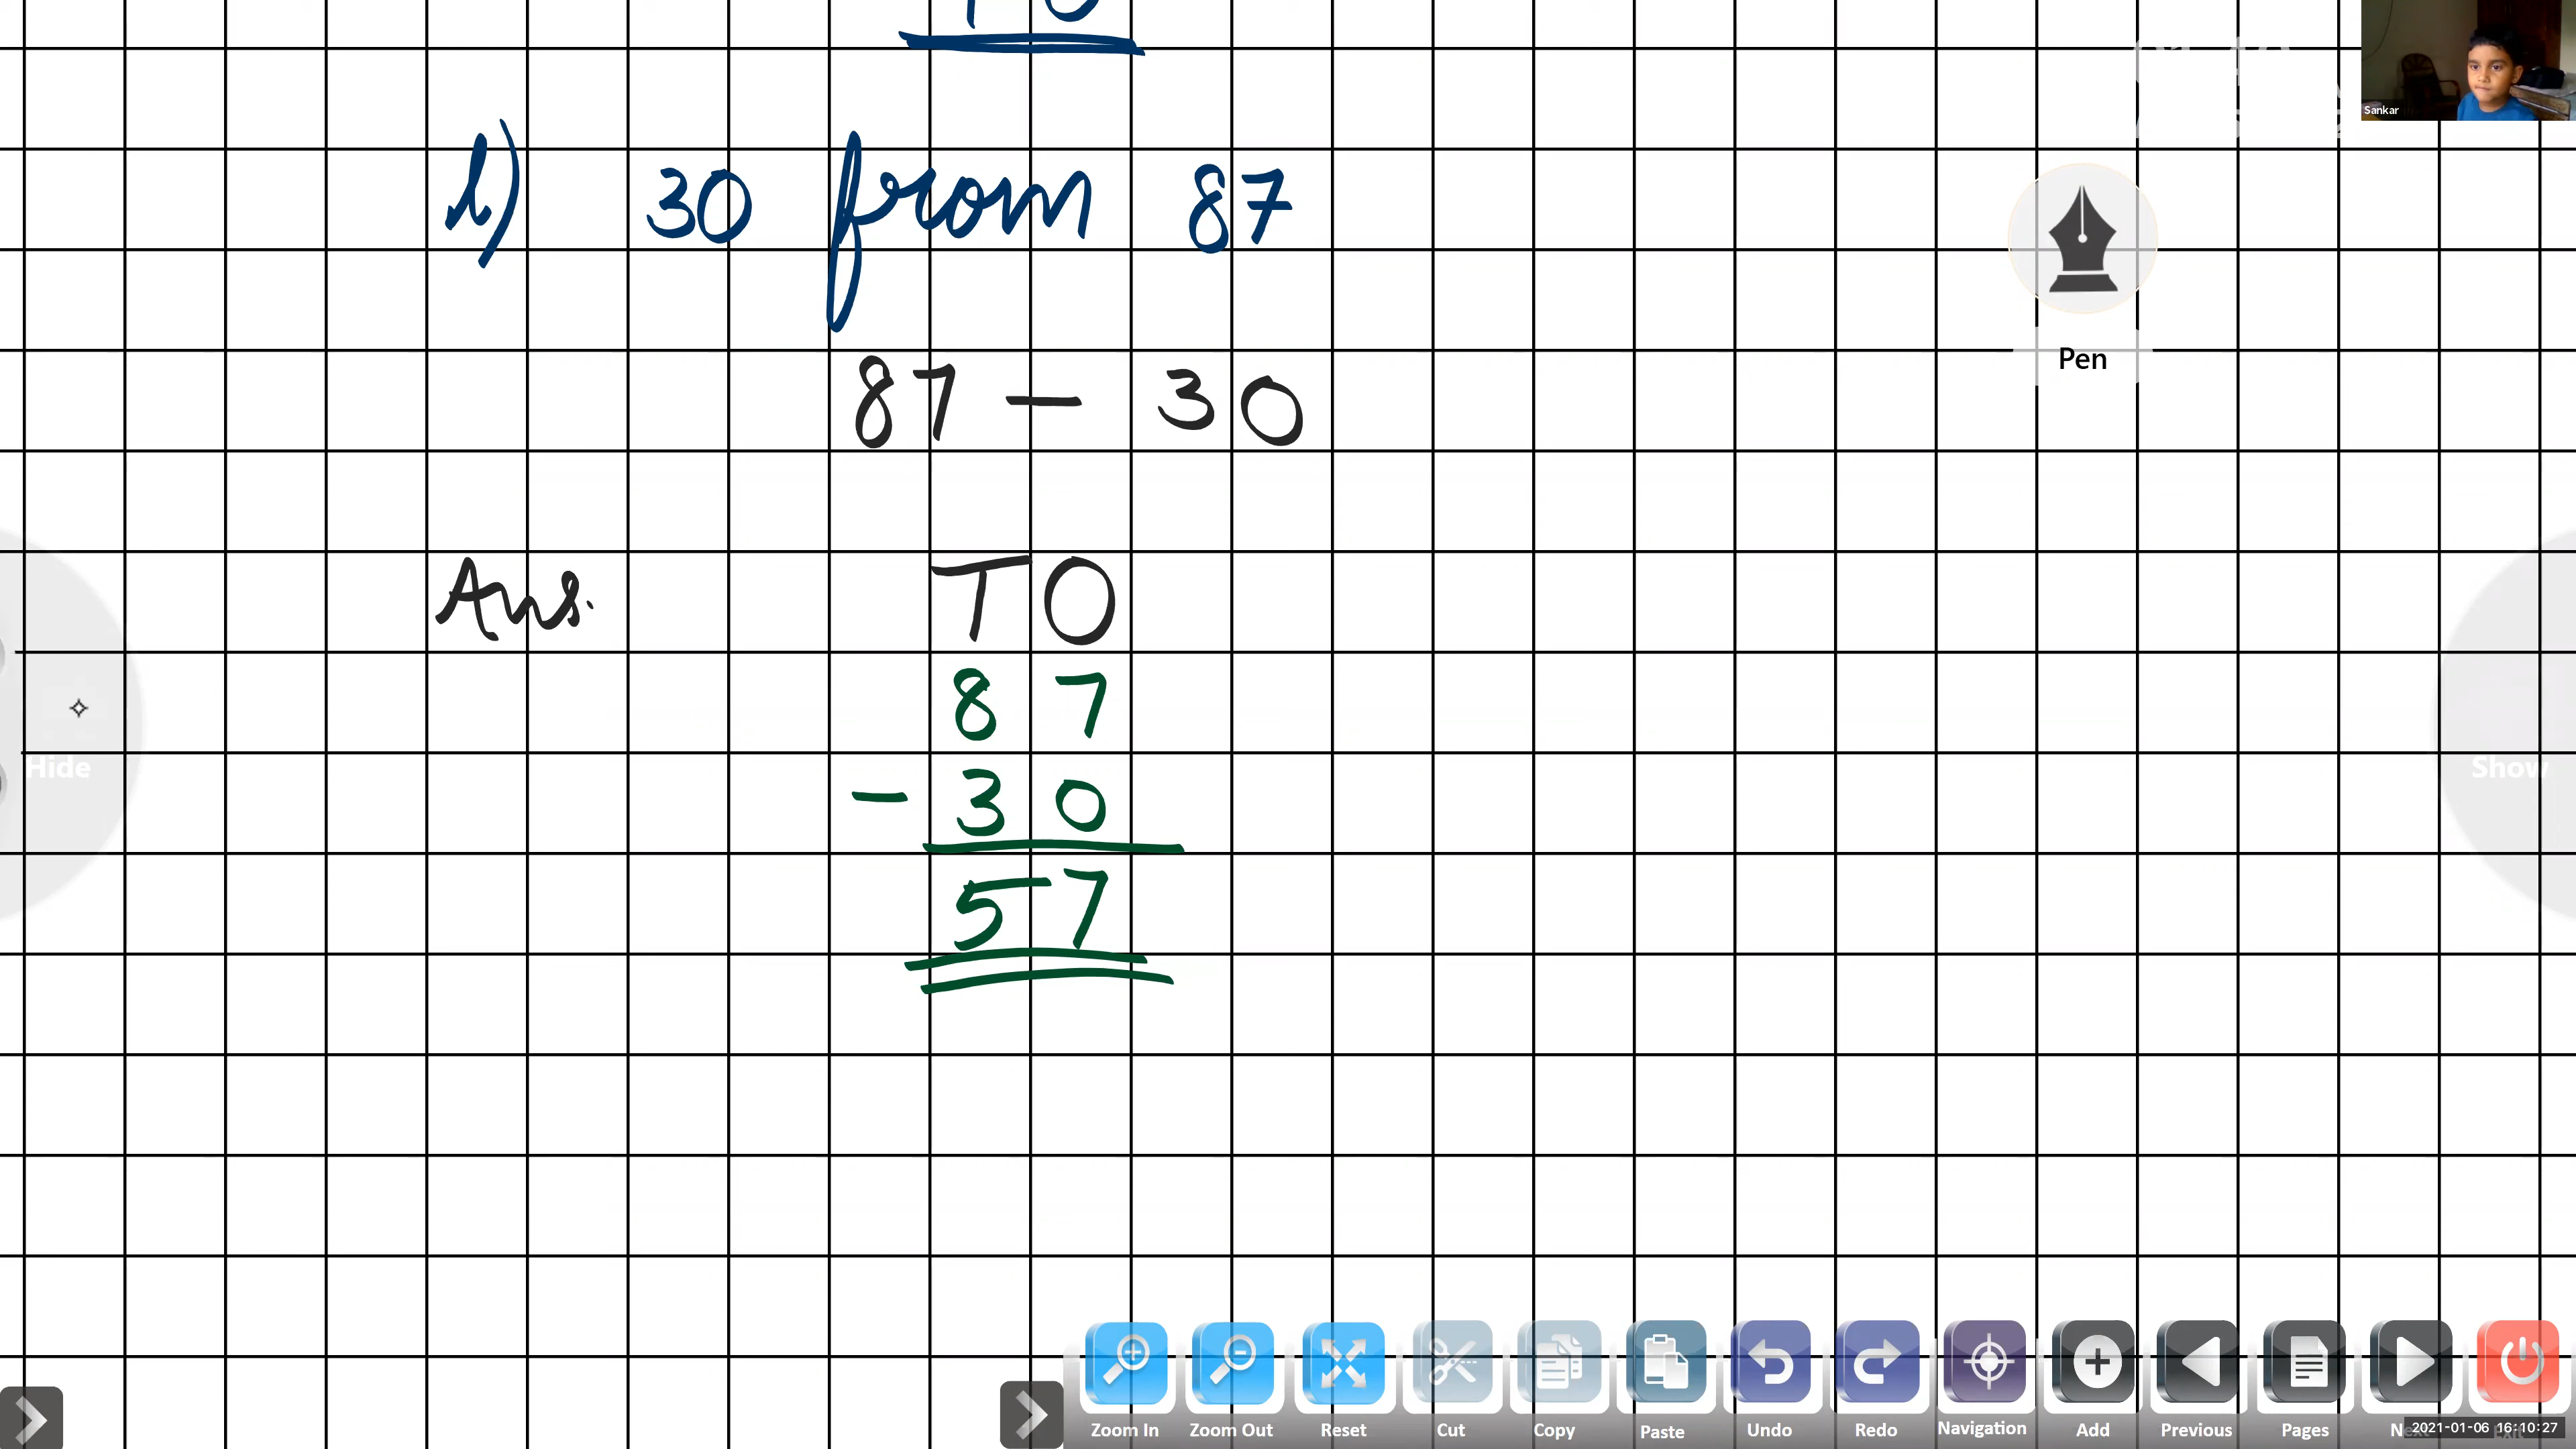 Sankar
b) 30 from 87
Pen
87 – 30
Ans. T O
8 7
Hide
Show
– 3 0
5 7
Zoom In Zoom Out Reset Cut Copy Paste Undo Redo Navigation Add Previous Pages
2021-01-06 16:10:27